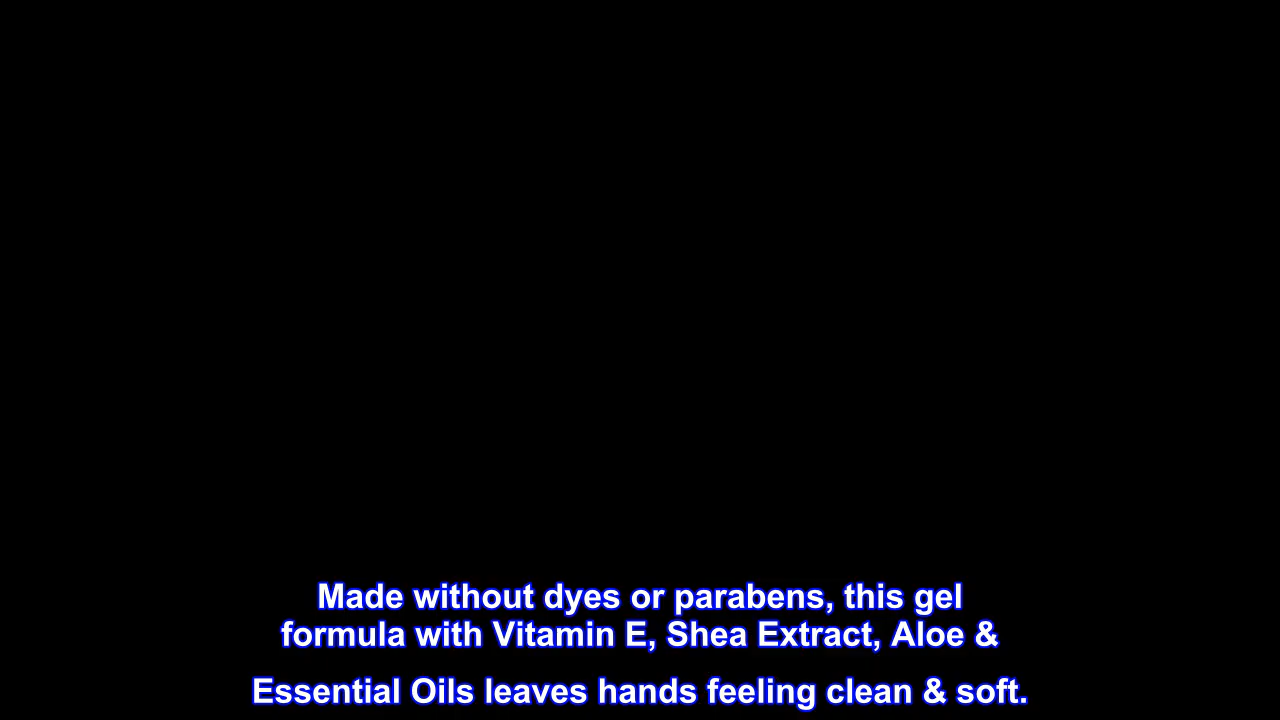 Made without dyes or parabens, this gel
formula with Vitamin E, Shea Extract, Aloe &
Essential Oils leaves hands feeling clean & soft.